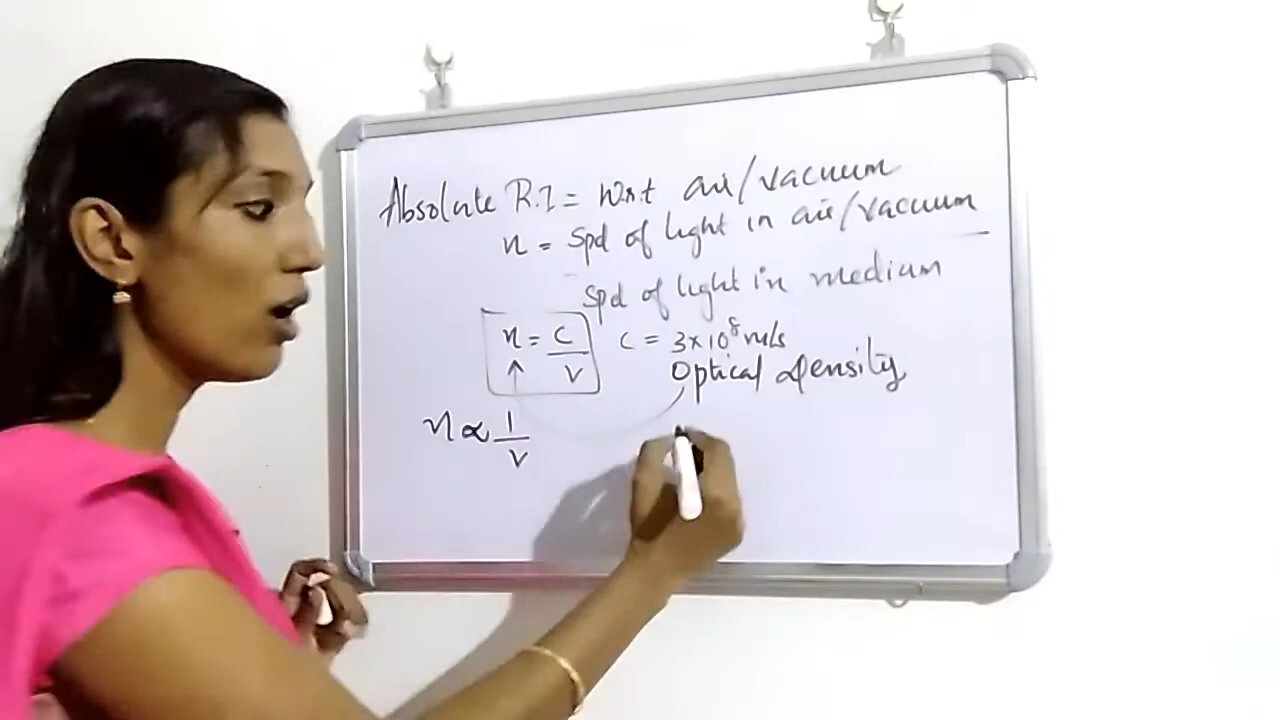 Absolute R.I = w.r.t air/vacuum
n = Spd of light in air/vacuum
Spd of light in medium
n = c/v c = 3×10⁸ m/s
↑ Optical density
n ∝ 1/v